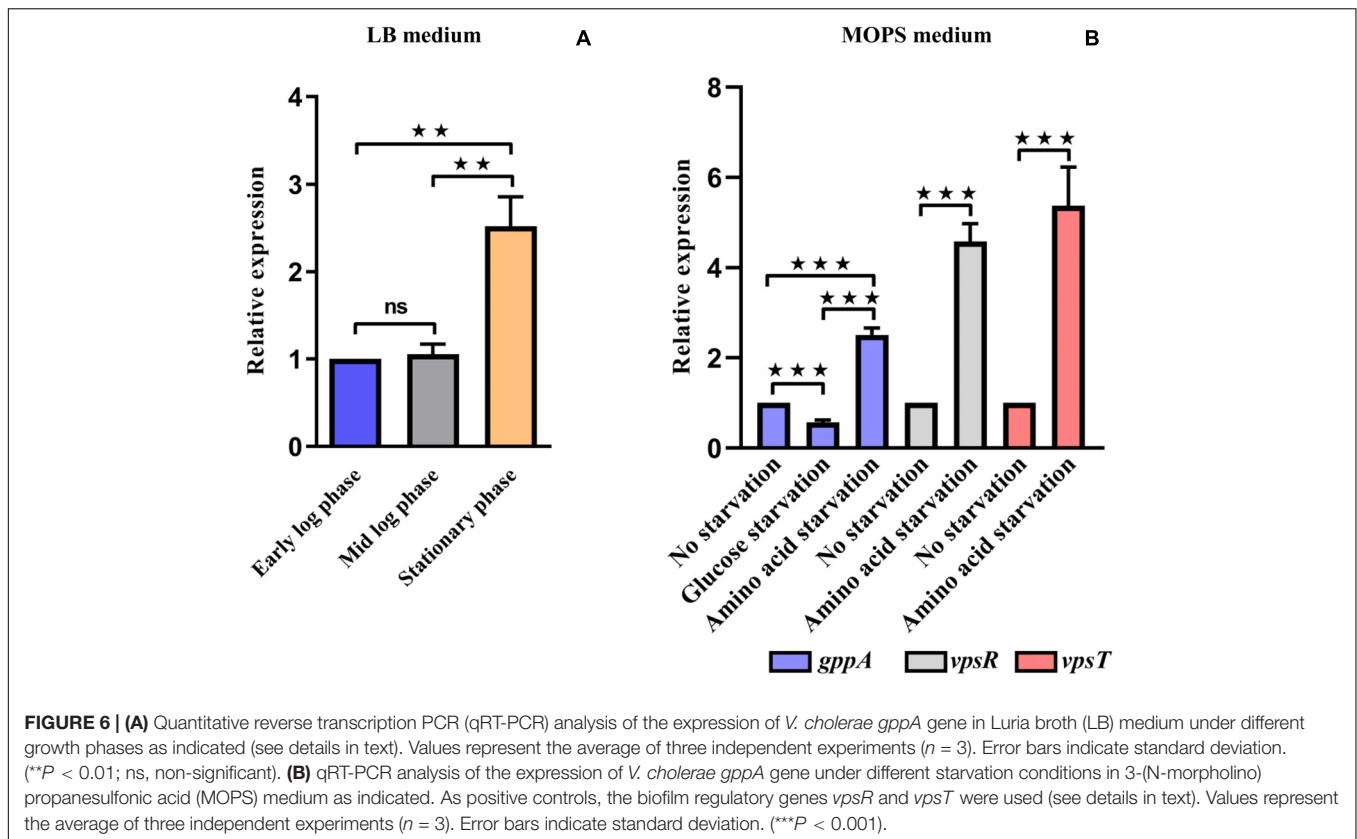 LB medium
A
4
3
2
1
0
Relative expression
★ ★
★ ★
ns
Early log phase
Mid log phase
Stationary phase
MOPS medium
B
8
6
4
2
0
Relative expression
★ ★ ★
★ ★ ★
★ ★ ★
★ ★ ★
★ ★ ★
No starvation
Glucose starvation
Amino acid starvation
No starvation
Amino acid starvation
No starvation
Amino acid starvation
gppA
vpsR
vpsT
FIGURE 6 | (A) Quantitative reverse transcription PCR (qRT-PCR) analysis of the expression of V. cholerae gppA gene in Luria broth (LB) medium under different
growth phases as indicated (see details in text). Values represent the average of three independent experiments (n = 3). Error bars indicate standard deviation.
(**P < 0.01; ns, non-significant). (B) qRT-PCR analysis of the expression of V. cholerae gppA gene under different starvation conditions in 3-(N-morpholino)
propanesulfonic acid (MOPS) medium as indicated. As positive controls, the biofilm regulatory genes vpsR and vpsT were used (see details in text). Values represent
the average of three independent experiments (n = 3). Error bars indicate standard deviation. (***P < 0.001).